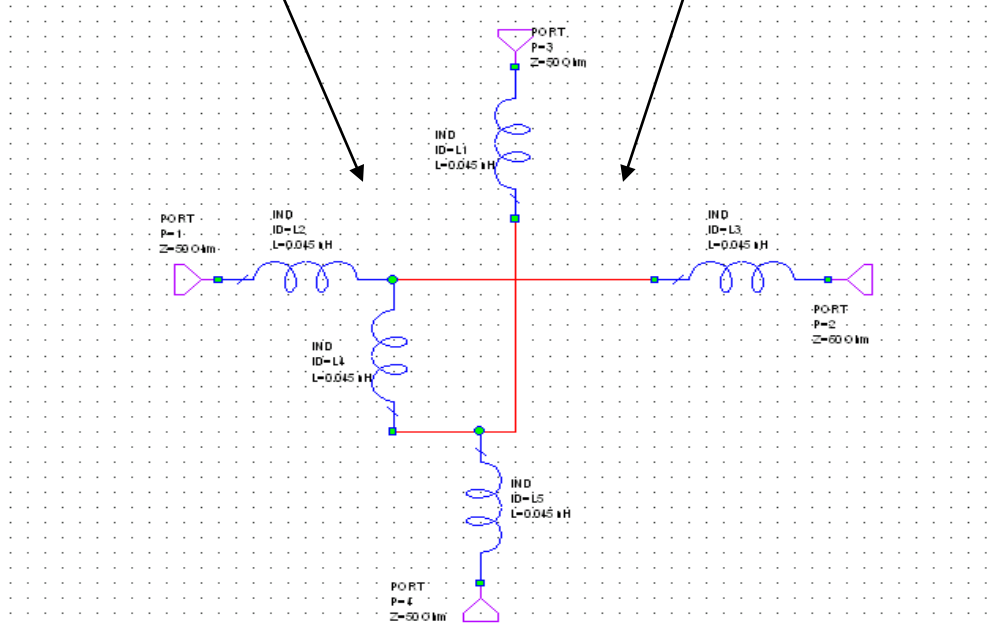 PORT
P=3
Z=50 Ohm
IND
ID=L1
L=0.045 nH
PORT
P=1
Z=50 Ohm
IND
ID=L2
L=0.045 nH
IND
ID=L3
L=0.045 nH
PORT
P=2
Z=50 Ohm
IND
ID=L4
L=0.045 nH
IND
ID=L5
L=0.045 nH
PORT
P=4
Z=50 Ohm